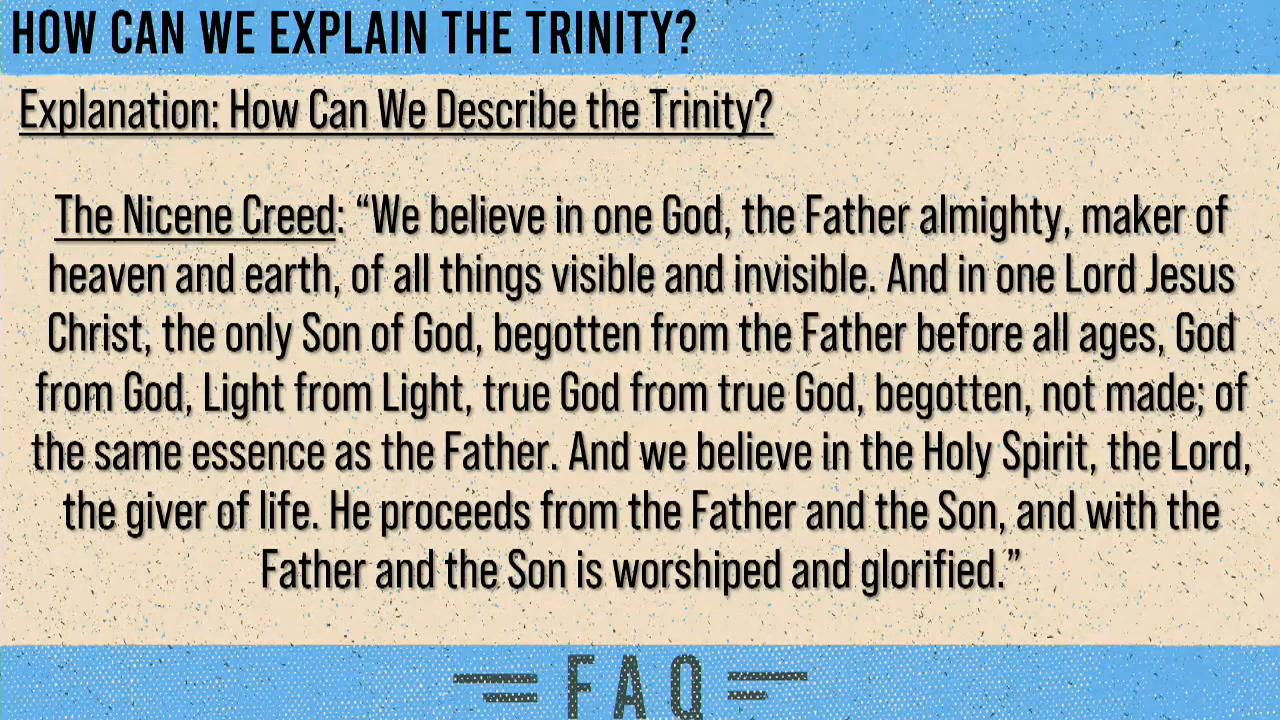 HOW CAN WE EXPLAIN THE TRINITY?
Explanation: How Can We Describe the Trinity?
The Nicene Creed: “We believe in one God, the Father almighty, maker of
heaven and earth, of all things visible and invisible. And in one Lord Jesus
Christ, the only Son of God, begotten from the Father before all ages, God
from God, Light from Light, true God from true God, begotten, not made; of
the same essence as the Father. And we believe in the Holy Spirit, the Lord,
the giver of life. He proceeds from the Father and the Son, and with the
Father and the Son is worshiped and glorified.”
FAQ